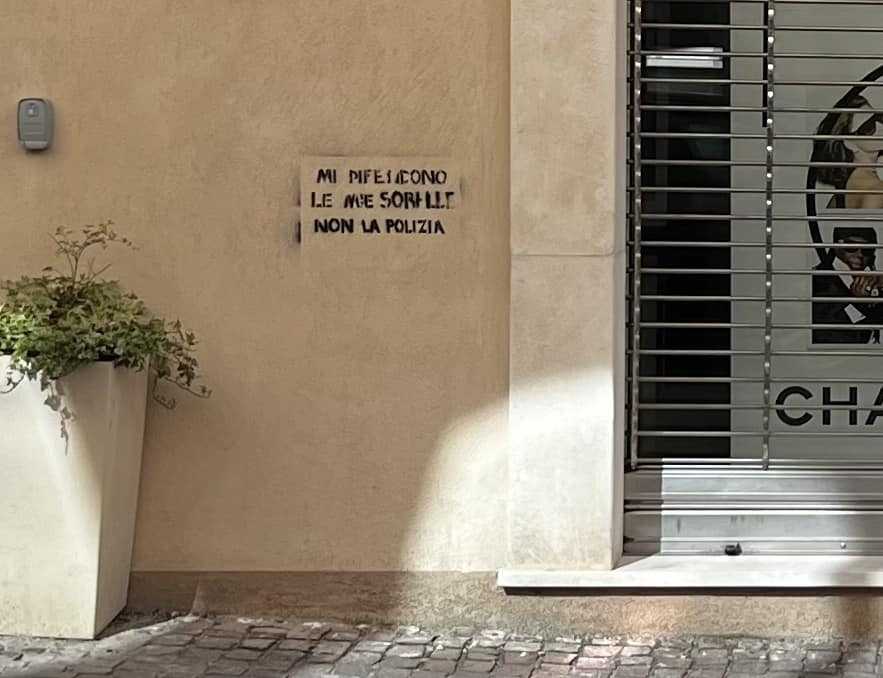 MI DIFENDONO
LE MIE SORELLE
NON LA POLIZIA
CHA